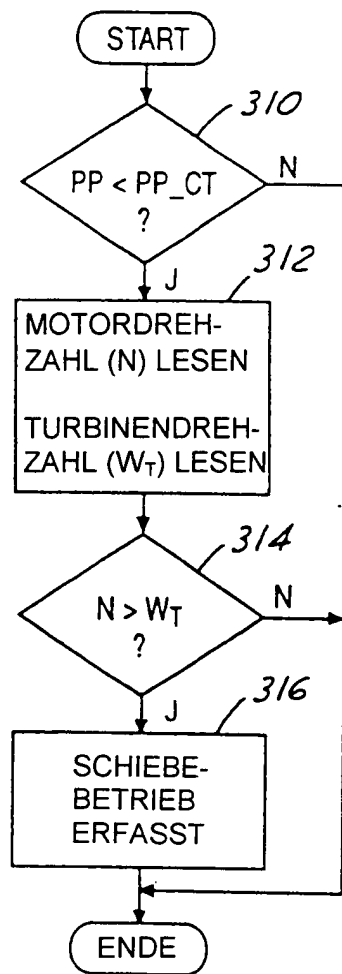 START
310
PP < PP_CT
?
N
J
312
MOTORDREH-
ZAHL (N) LESEN
TURBINENDREH-
ZAHL (W_T) LESEN
314
N > W_T
?
N
J
316
SCHIEBE-
BETRIEB
ERFASST
ENDE